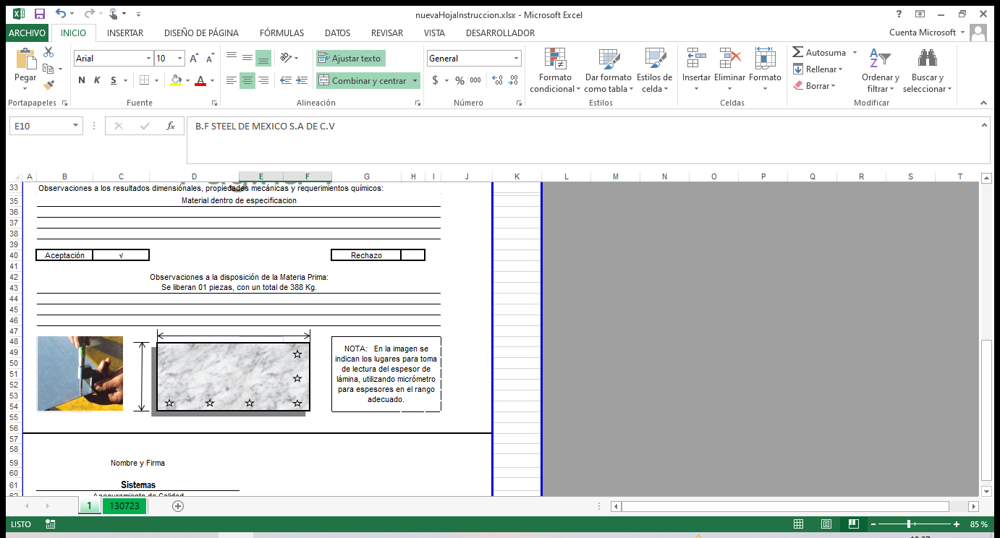 nuevaHojaInstruccion.xlsx - Microsoft Excel
ARCHIVO INICIO INSERTAR DISEÑO DE PÁGINA FÓRMULAS DATOS REVISAR VISTA DESARROLLADOR Cuenta Microsoft
Pegar
Portapapeles
Arial 10
N K S
Fuente
Ajustar texto
Combinar y centrar
Alineación
General
$ % 000
Número
Formato condicional
Dar formato como tabla
Estilos de celda
Estilos
Insertar Eliminar Formato
Celdas
Autosuma
Rellenar
Borrar
Ordenar y filtrar
Buscar y seleccionar
Modificar
E10 fx B.F STEEL DE MEXICO S.A DE C.V
A B C D E F G H I J K L M N O P Q R S T
33 Observaciones a los resultados dimensionales, propiedades mecánicas y requerimientos químicos:
35 Material dentro de especificacion
36
37
38
39
40 Aceptación √ Rechazo
41
42 Observaciones a la disposición de la Materia Prima:
43 Se liberan 01 piezas, con un total de 388 Kg.
44
45
46
47
48
49 NOTA: En la imagen se
50 indican los lugares para toma
51 de lectura del espesor de
52 lámina, utilizando micrómetro
53 para espesores en el rango
54 adecuado.
55
56
57
58
59 Nombre y Firma
60
61 Sistemas
62 Aseguramiento de Calidad
1 130723
LISTO 85 %